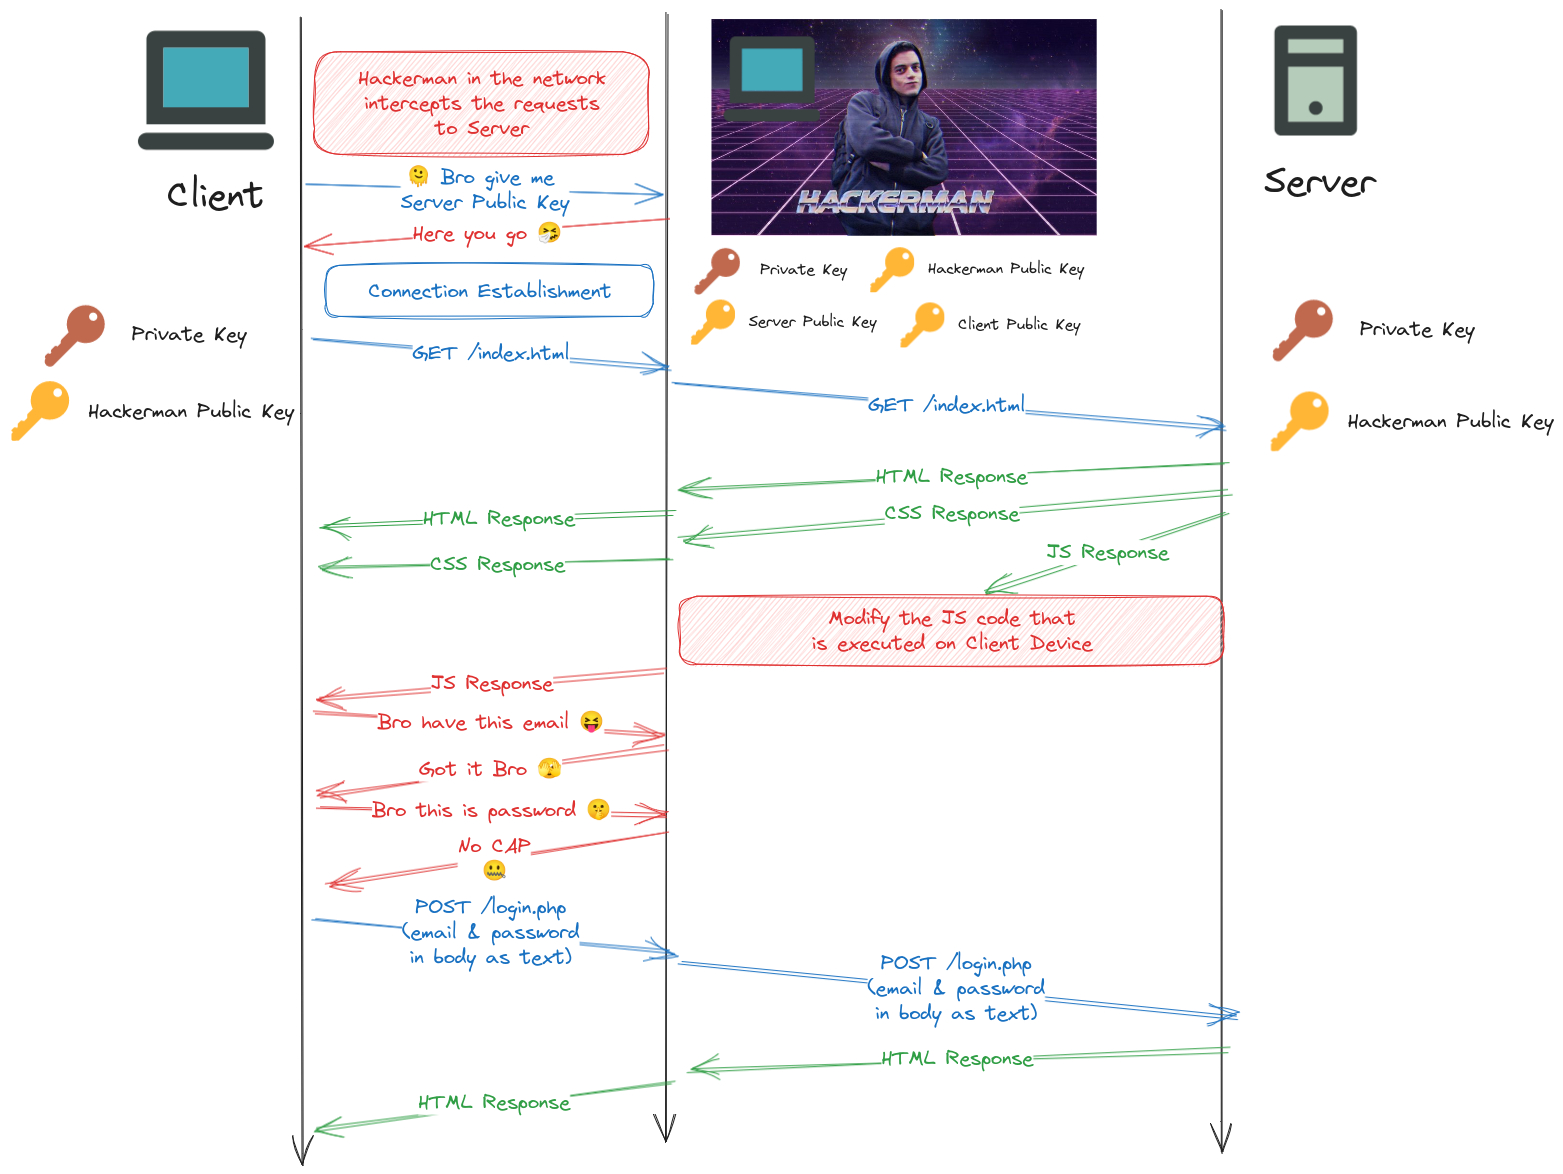 Client
Hackerman in the network
intercepts the requests
to Server
HACKERMAN
Server
Bro give me
Server Public Key
Here you go
Connection Establishment
Private Key
Hackerman Public Key
Server Public Key
Client Public Key
Private Key
Hackerman Public Key
Private Key
Hackerman Public Key
GET /index.html
GET /index.html
HTML Response
HTML Response
CSS Response
CSS Response
JS Response
Modify the JS code that
is executed on Client Device
JS Response
Bro have this email
Got it Bro
Bro this is password
No CAP
POST /login.php
(email & password
in body as text)
POST /login.php
(email & password
in body as text)
HTML Response
HTML Response